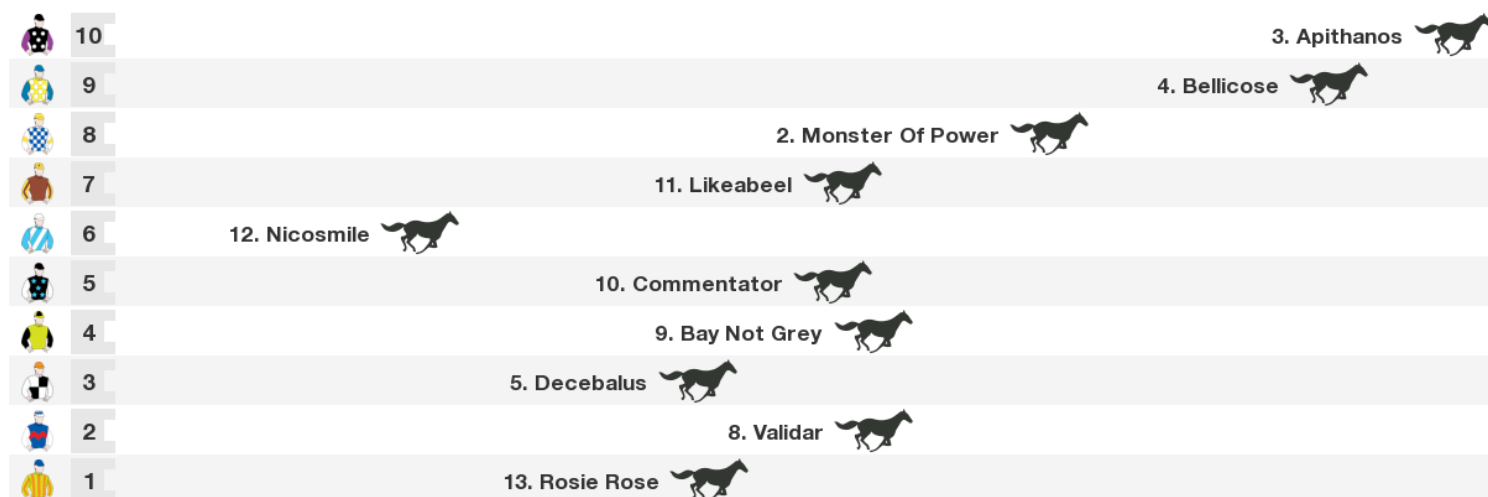 10 3. Apithanos
9 4. Bellicose
8 2. Monster Of Power
7 11. Likeabeel
6 12. Nicosmile
5 10. Commentator
4 9. Bay Not Grey
3 5. Decebalus
2 8. Validar
1 13. Rosie Rose